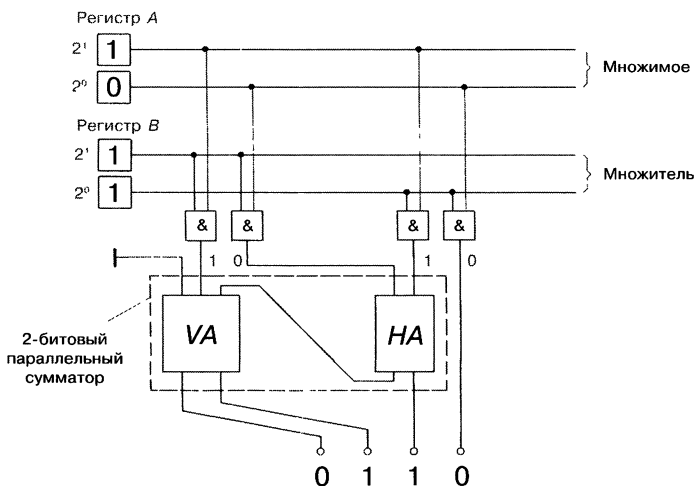 Регистр A
2¹ 1
2⁰ 0
Множимое
Регистр B
2¹ 1
2⁰ 1
Множитель
& & & &
1 0 1 0
VA HA
2-битовый
параллельный
сумматор
0 1 1 0